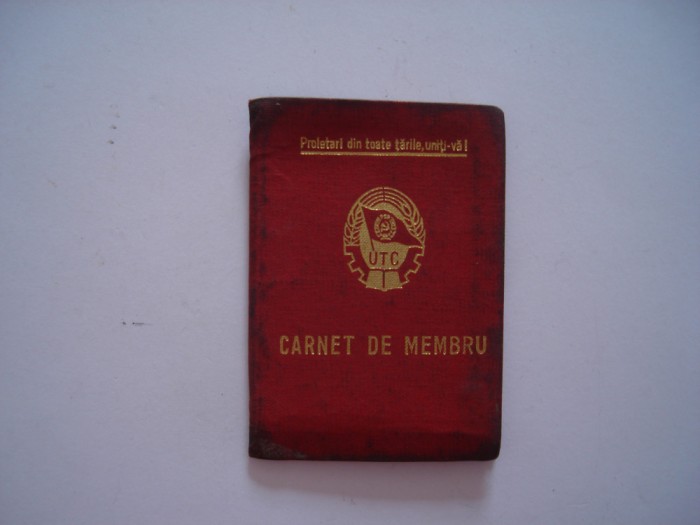 Proletari din toate țările, uniți-vă!
UTC
CARNET DE MEMBRU